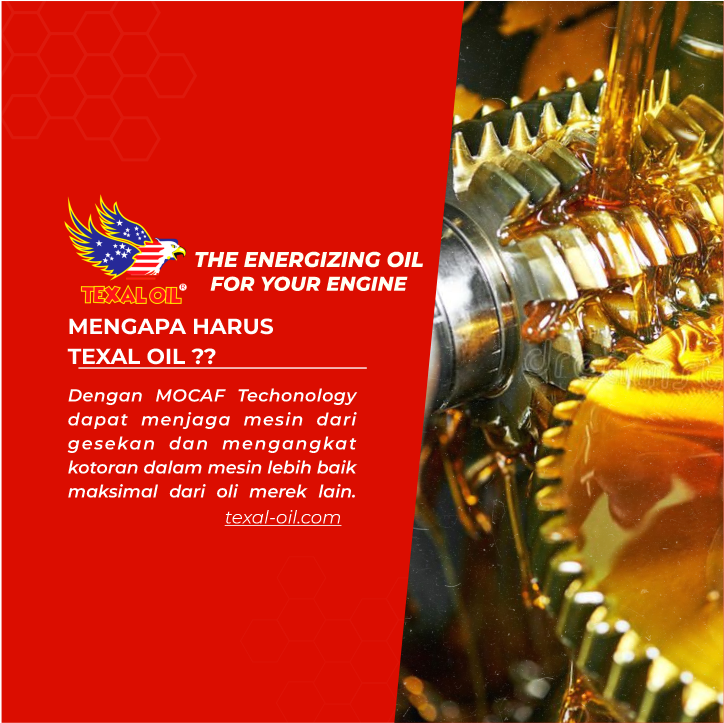 THE ENERGIZING OIL
FOR YOUR ENGINE
TEXAL OIL®
MENGAPA HARUS
TEXAL OIL ??
Dengan MOCAF Techonology
dapat menjaga mesin dari
gesekan dan mengangkat
kotoran dalam mesin lebih baik
maksimal dari oli merek lain.
texal-oil.com